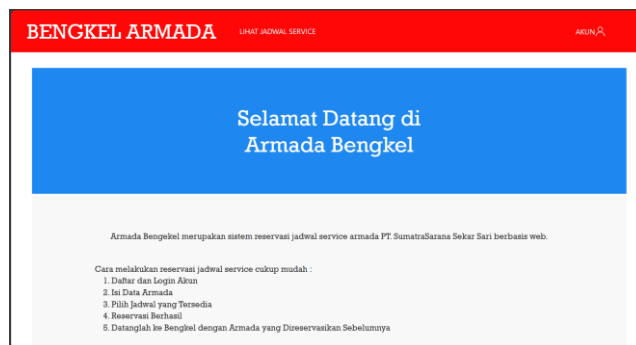 BENGKEL ARMADA LIHAT JADWAL SERVICE AKUN
Selamat Datang di
Armada Bengkel
Armada Bengekel merupakan sistem reservasi jadwal service armada PT. SumatraSarana Sekar Sari berbasis web.
Cara melakukan reservasi jadwal service cukup mudah :
1. Daftar dan Login Akun
2. Isi Data Armada
3. Pilih Jadwal yang Tersedia
4. Reservasi Berhasil
5. Datanglah ke Bengkel dengan Armada yang Direservasikan Sebelumnya